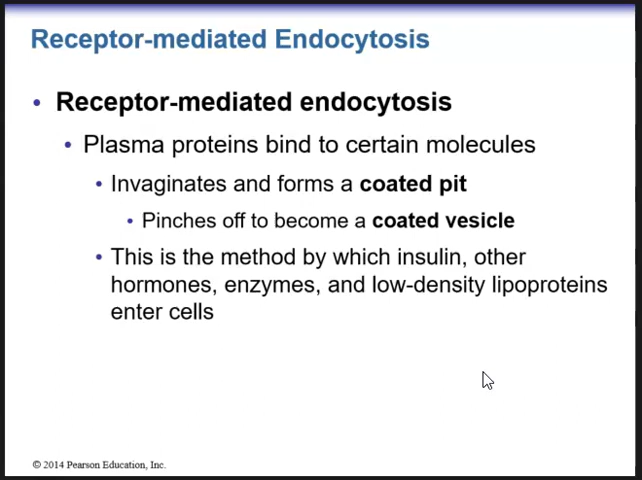 Receptor-mediated Endocytosis
• Receptor-mediated endocytosis
• Plasma proteins bind to certain molecules
• Invaginates and forms a coated pit
• Pinches off to become a coated vesicle
• This is the method by which insulin, other
hormones, enzymes, and low-density lipoproteins
enter cells
© 2014 Pearson Education, Inc.